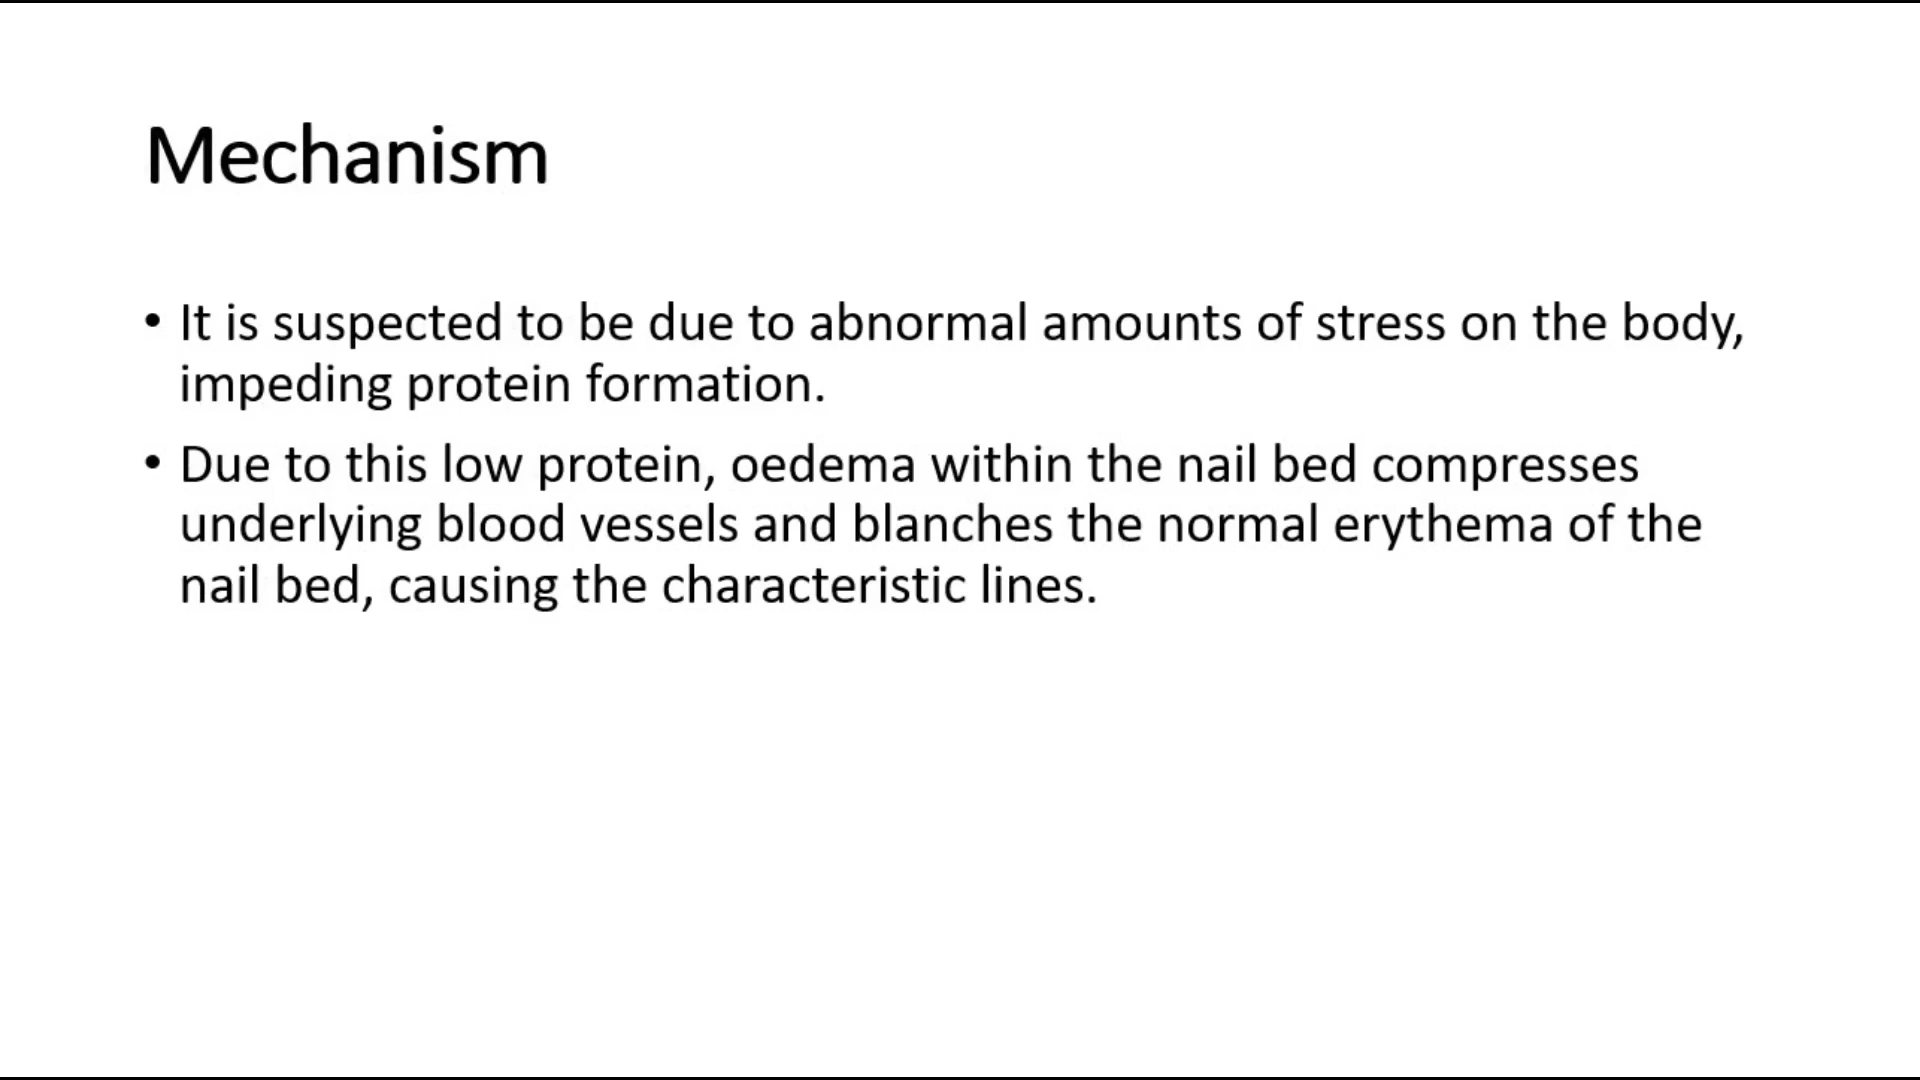 Mechanism
• It is suspected to be due to abnormal amounts of stress on the body,
impeding protein formation.
• Due to this low protein, oedema within the nail bed compresses
underlying blood vessels and blanches the normal erythema of the
nail bed, causing the characteristic lines.